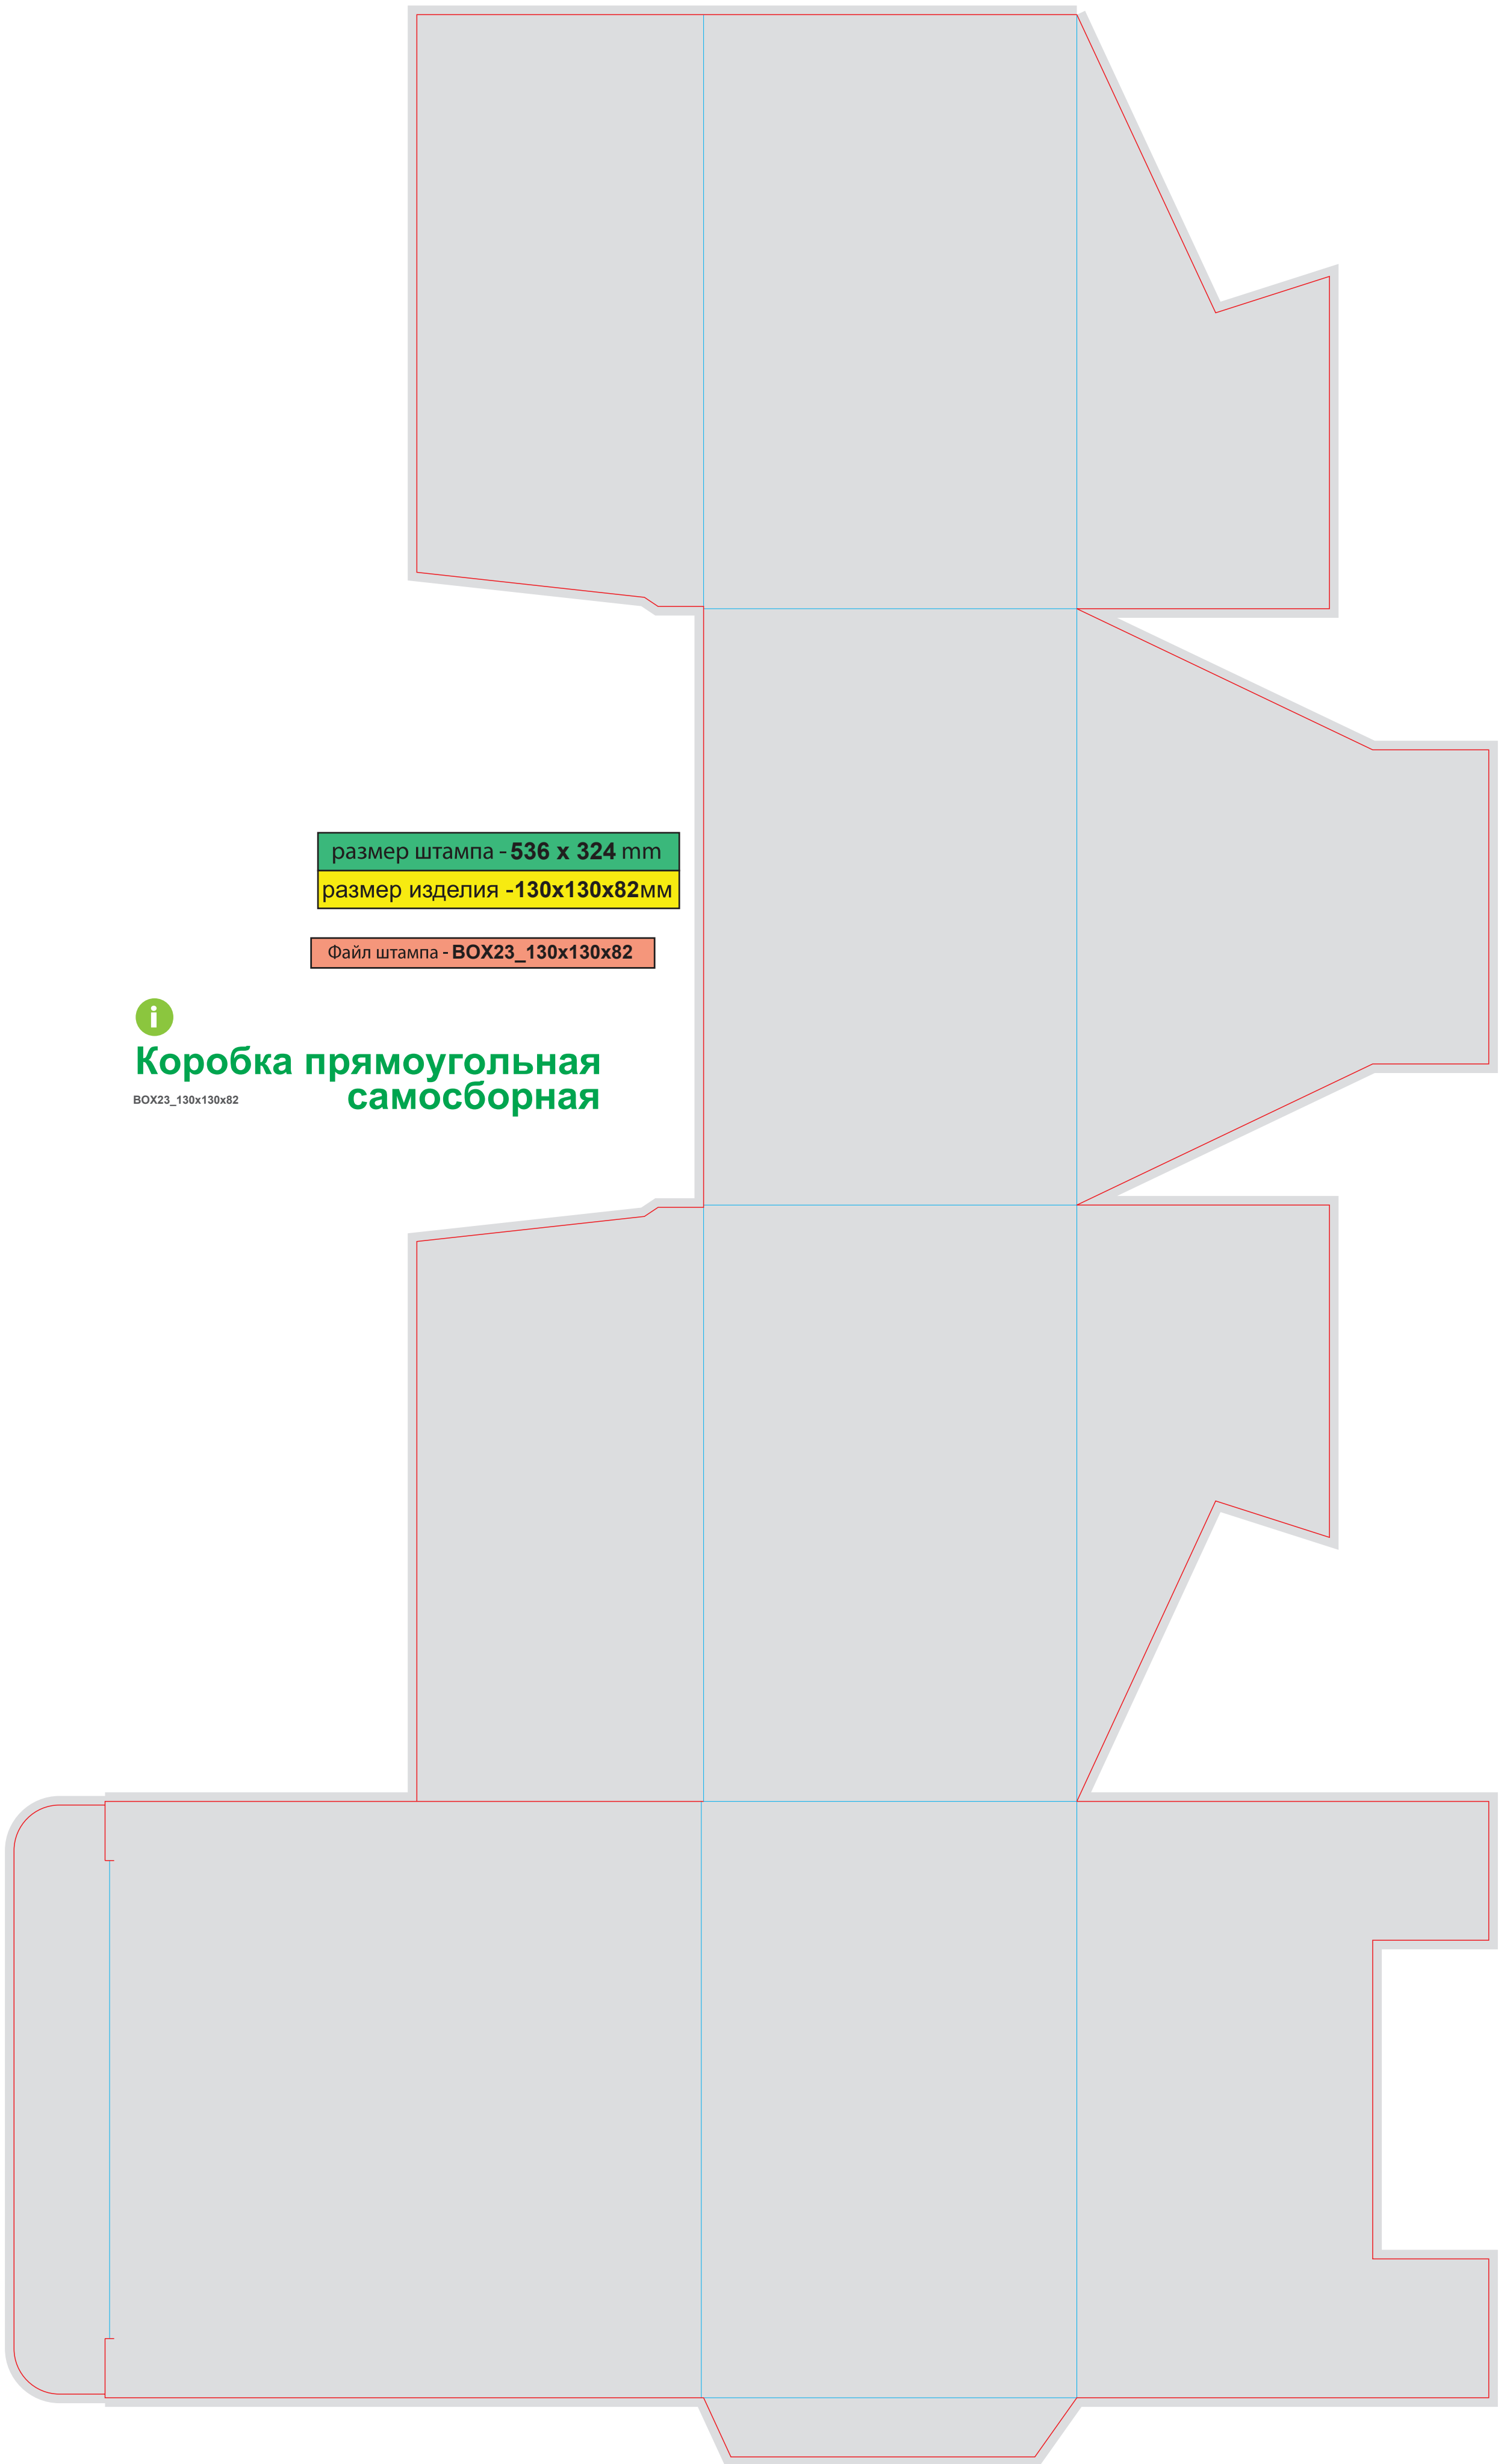 размер штампа - 536 x 324 mm
размер изделия -130x130x82мм
Файл штампа - BOX23_130x130x82
i
Коробка прямоугольная
самосборная
BOX23_130x130x82